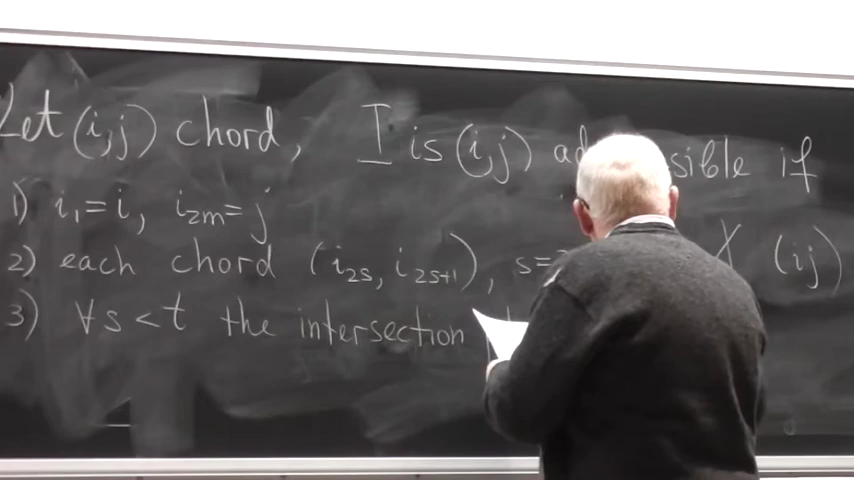 Let (i,j) chord, I is (i,j) ad sible if
1) i₁=i, i₂ₘ=j
2) each chord (i₂ₛ, i₂ₛ₊₁), s= X (ij)
3) ∀s<t the intersection